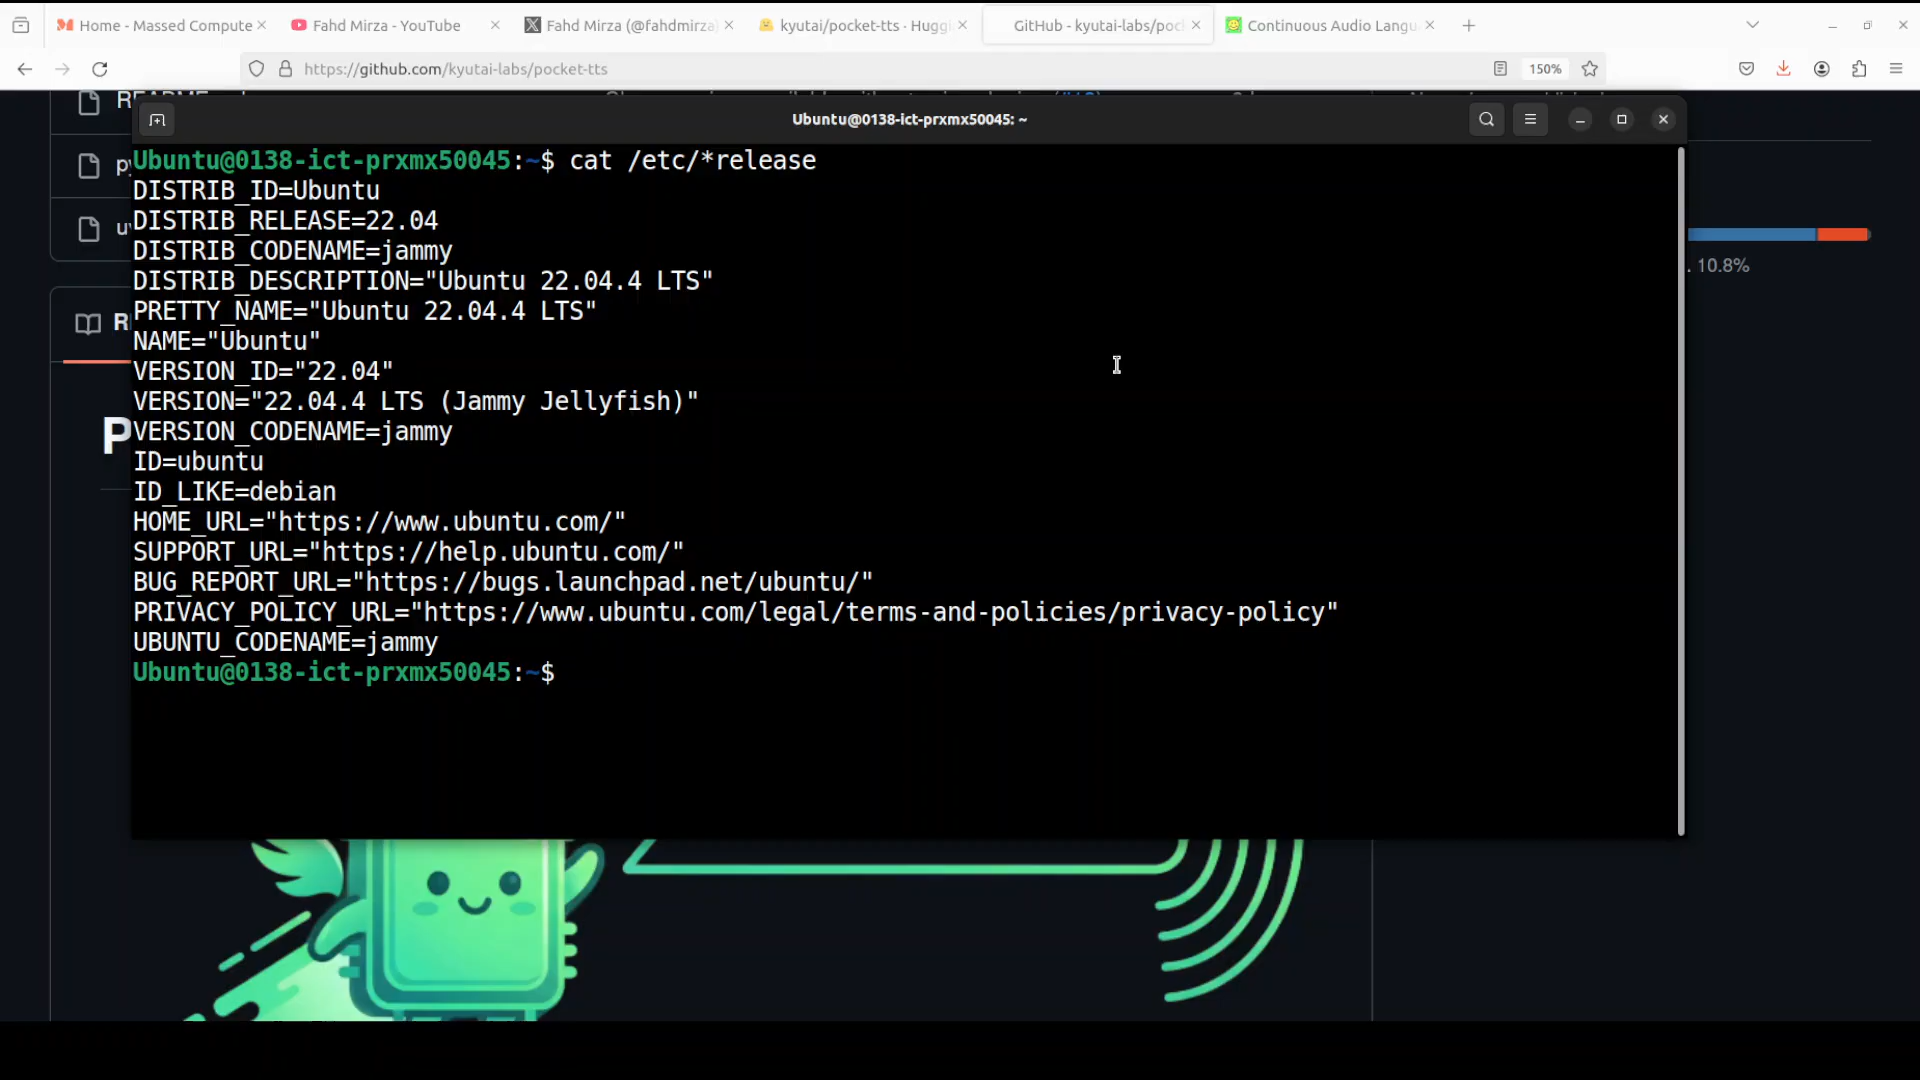 Home - Massed Compute
Fahd Mirza - YouTube
Fahd Mirza (@fahdmirza)
kyutai/pocket-tts · Huggi
GitHub - kyutai-labs/poc
Continuous Audio Langu
https://github.com/kyutai-labs/pocket-tts
150%
Ubuntu@0138-ict-prxmx50045: ~
Ubuntu@0138-ict-prxmx50045:~$ cat /etc/*release
DISTRIB_ID=Ubuntu
DISTRIB_RELEASE=22.04
DISTRIB_CODENAME=jammy
DISTRIB_DESCRIPTION="Ubuntu 22.04.4 LTS"
PRETTY_NAME="Ubuntu 22.04.4 LTS"
NAME="Ubuntu"
VERSION_ID="22.04"
VERSION="22.04.4 LTS (Jammy Jellyfish)"
VERSION_CODENAME=jammy
ID=ubuntu
ID_LIKE=debian
HOME_URL="https://www.ubuntu.com/"
SUPPORT_URL="https://help.ubuntu.com/"
BUG_REPORT_URL="https://bugs.launchpad.net/ubuntu/"
PRIVACY_POLICY_URL="https://www.ubuntu.com/legal/terms-and-policies/privacy-policy"
UBUNTU_CODENAME=jammy
Ubuntu@0138-ict-prxmx50045:~$
10.8%